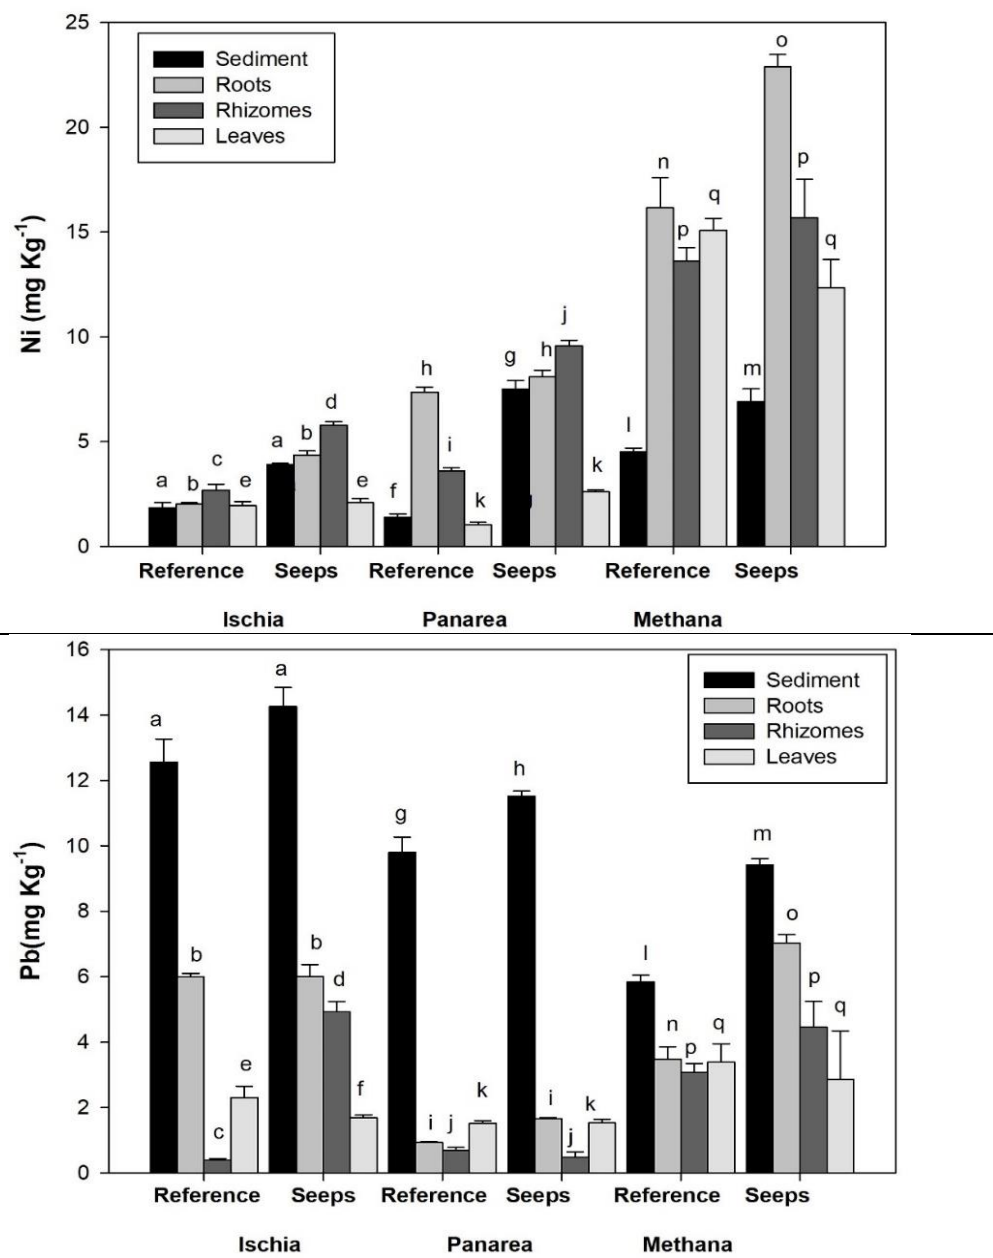 25
20
15
10
5
0
Ni (mg Kg-1)
Sediment
Roots
Rhizomes
Leaves
a b c e
a b d e
f h i k
g h j k
l n p q
m o p q
Reference Seeps Reference Seeps Reference Seeps
Ischia Panarea Methana
16
14
12
10
8
6
4
2
0
Pb(mg Kg-1)
Sediment
Roots
Rhizomes
Leaves
a b c e
a b d f
g i j k
h i j k
l n p q
m o p q
Reference Seeps Reference Seeps Reference Seeps
Ischia Panarea Methana